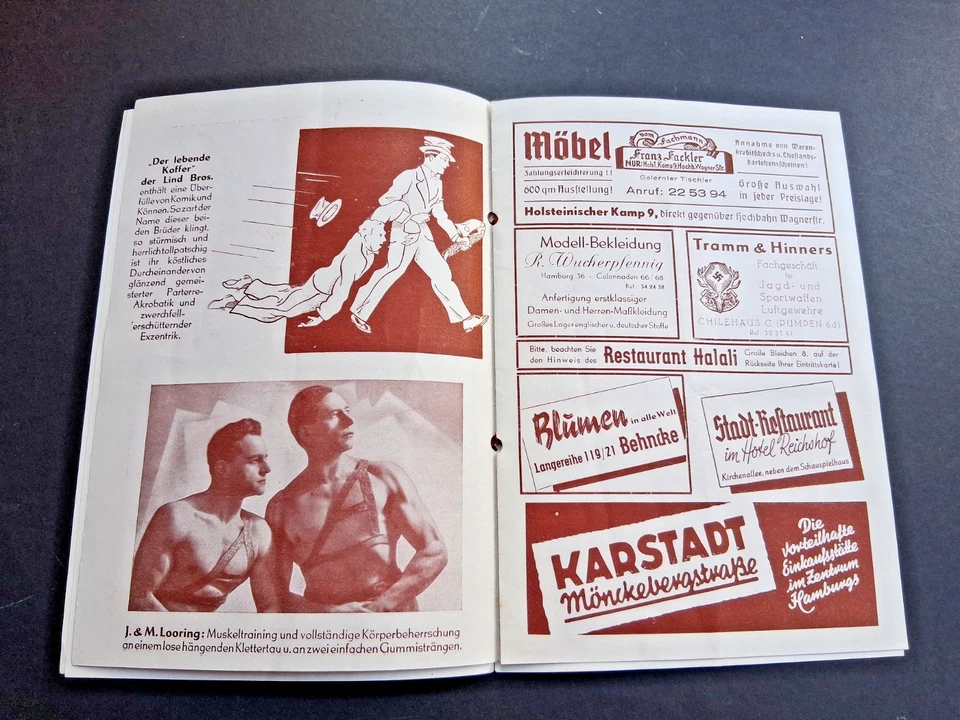 „Der lebende
Koffer"
der Lind Bros.
enthält eine Über-
fülle von Komik und
Können. So zart der
Name dieser bei-
den Brüder klingt,
so stürmisch und
herrlich tollpatschig
ist ihr köstliches
Durcheinander von
glänzend gemei-
sterter Parterre-
Akrobatik und
zwerchfell-
erschütternder
Exzentrik.
J. & M. Looring: Muskeltraining und vollständige Körperbeherrschung
an einem lose hängenden Klettertau u. an zwei einfachen Gummisträngen.
Möbel
vom Fachmann
Franz Fackler
NUR: Holst. Kamp 9, Hochb. Wagner-Str.
Annahme von Waren-
kreditschecks u. Ehestands-
darlehensscheinen!
Zahlungserleichterung!!
Gelernter Tischler
600 qm Ausstellung!
Anruf: 22 53 94
Große Auswahl
in jeder Preislage!
Holsteinischer Kamp 9, direkt gegenüber Hochbahn Wagnerstr.
Modell-Bekleidung
R. Wucherpfennig
Hamburg 36 - Colonnaden 66/68
Ruf: 34 24 39
Anfertigung erstklassiger
Damen- und Herren-Maßkleidung
Großes Lager englischer u. deutscher Stoffe
Tramm & Hinners
Fachgeschäft
für
Jagd- und
Sportwaffen
Luftgewehre
CHILEHAUS C (PUMPEN 6d)
Bitte, beachten Sie
den Hinweis des
Restaurant Halali
Große Bleichen 8, auf der
Rückseite Ihrer Eintrittskarte!
Blumen in alle Welt
Langereihe 119/21 Behncke
Stadt-Restaurant
im Hotel Reichshof
Kirchenallee, neben dem Schauspielhaus
KARSTADT
Mönckebergstraße
Die
vorteilhafte
Einkaufsstätte
im Zentrum
Hamburgs